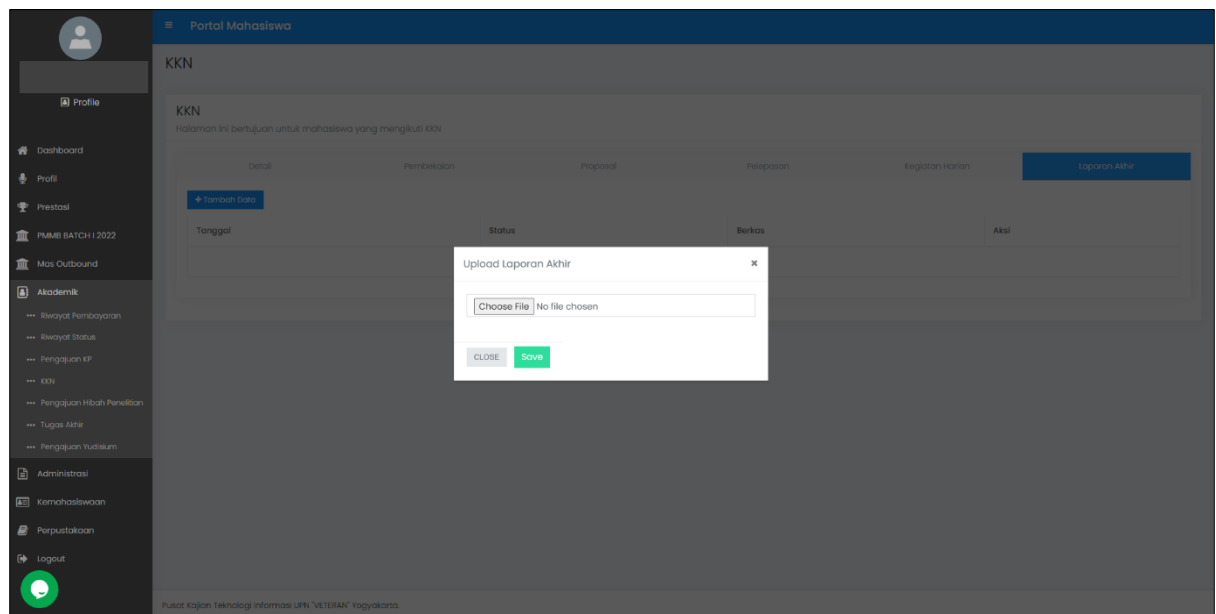 Portal Mahasiswa
KKN
Profile
Dashboard
Profil
Prestasi
PMMB BATCH I 2022
Mas Outbound
Akademik
Riwayat Pembayaran
Riwayat Status
Pengajuan KP
KKN
Pengajuan Hibah Penelitian
Tugas Akhir
Pengajuan Yudisium
Administrasi
Kemahasiswaan
Perpustakaan
Logout
KKN
Halaman ini bertujuan untuk mahasiswa yang mengikuti KKN
Detail Pembekalan Proposal Pelepasan Kegiatan Harian Laporan Akhir
+ Tambah Data
Tanggal Status Berkas Aksi
Upload Laporan Akhir ×
Choose File No file chosen
CLOSE Save
Pusat Kajian Teknologi Informasi UPN "VETERAN" Yogyakarta.